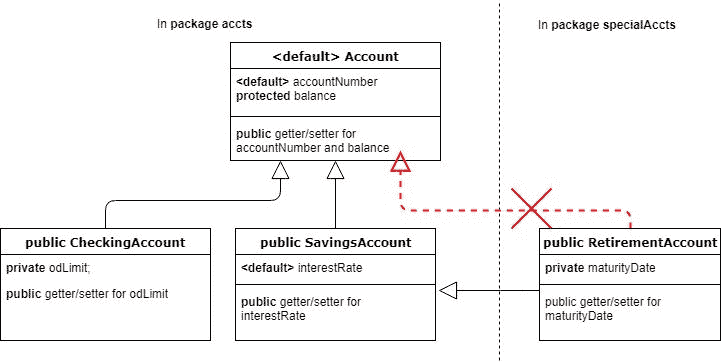 In package accts
In package specialAccts
<default> Account
<default> accountNumber
protected balance
public getter/setter for
accountNumber and balance
public CheckingAccount
private odLimit;
public getter/setter for odLimit
public SavingsAccount
<default> interestRate
public getter/setter for
interestRate
public RetirementAccount
private maturityDate
public getter/setter for
maturityDate